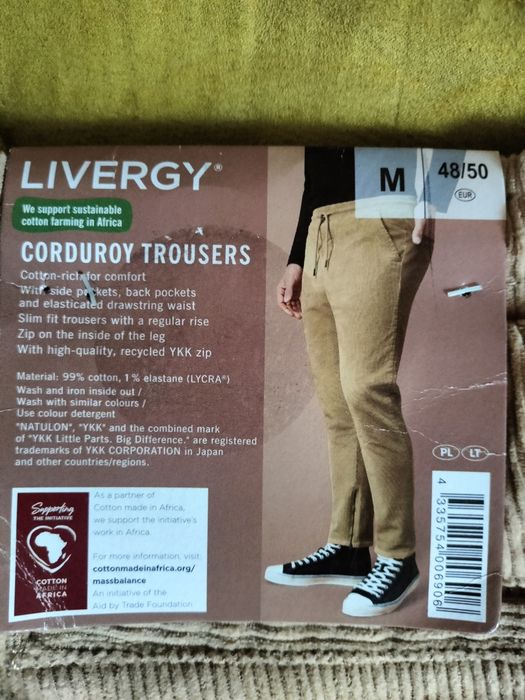 LIVERGY®
M
48/50
EUR
We support sustainable
cotton farming in Africa
CORDUROY TROUSERS
Cotton-rich for comfort
With side pockets, back pockets
and elasticated drawstring waist
Slim fit trousers with a regular rise
Zip on the inside of the leg
With high-quality, recycled YKK zip
Material: 99% cotton, 1% elastane (LYCRA®)
Wash and iron inside out /
Wash with similar colours /
Use colour detergent
"NATULON", "YKK" and the combined mark
of "YKK Little Parts. Big Difference." are registered
trademarks of YKK CORPORATION in Japan
and other countries/regions.
PL LT
Supporting
THE INITIATIVE
COTTON
MADE IN
AFRICA
As a partner of
Cotton made in Africa,
we support the initiative's
work in Africa.
For more information, visit:
cottonmadeinafrica.org/
massbalance
An initiative of the
Aid by Trade Foundation
4 335754 006906